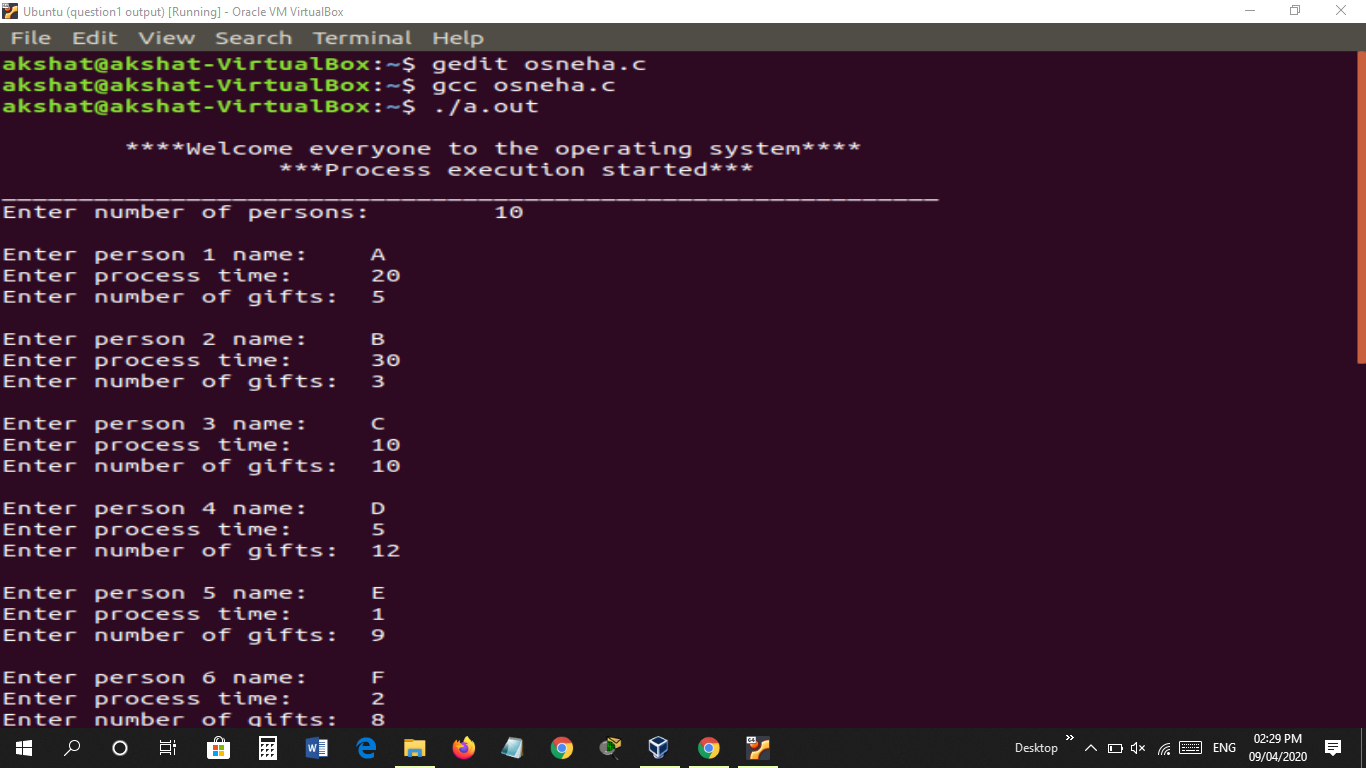 Ubuntu (question1 output) [Running] - Oracle VM VirtualBox
File Edit View Search Terminal Help
akshat@akshat-VirtualBox:~$ gedit osneha.c
akshat@akshat-VirtualBox:~$ gcc osneha.c
akshat@akshat-VirtualBox:~$ ./a.out
****Welcome everyone to the operating system****
***Process execution started***
_____________________________________________________________
Enter number of persons: 10
Enter person 1 name: A
Enter process time: 20
Enter number of gifts: 5
Enter person 2 name: B
Enter process time: 30
Enter number of gifts: 3
Enter person 3 name: C
Enter process time: 10
Enter number of gifts: 10
Enter person 4 name: D
Enter process time: 5
Enter number of gifts: 12
Enter person 5 name: E
Enter process time: 1
Enter number of gifts: 9
Enter person 6 name: F
Enter process time: 2
Enter number of gifts: 8
Desktop » ENG 02:29 PM
09/04/2020